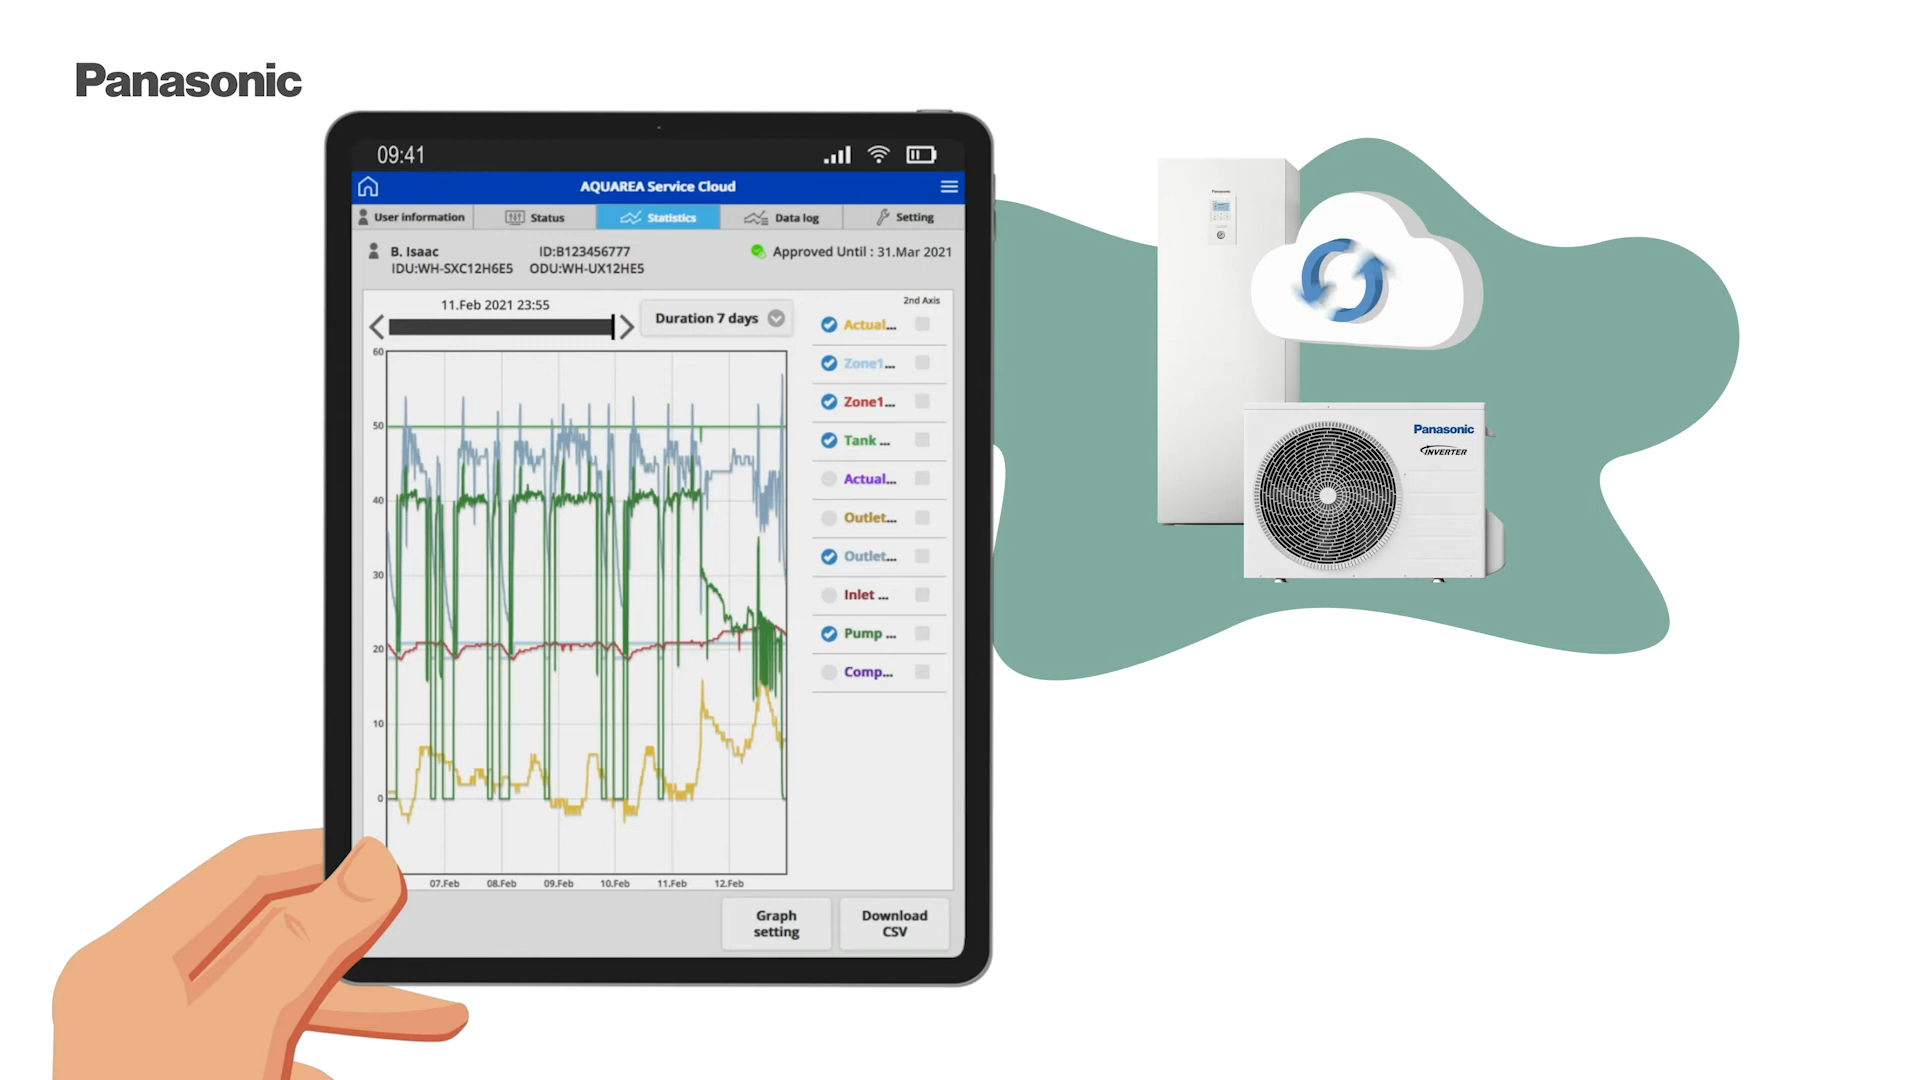 Panasonic
09:41
AQUAREA Service Cloud
User information
Status
Statistics
Data log
Setting
B. Isaac
ID:B123456777
Approved Until : 31.Mar 2021
IDU:WH-SXC12H6E5
ODU:WH-UX12HE5
11.Feb 2021 23:55
Duration 7 days
2nd Axis
Actual...
Zone1...
Zone1...
Tank ...
Actual...
Outlet...
Outlet...
Inlet ...
Pump ...
Comp...
60
50
40
30
20
10
0
07.Feb
08.Feb
09.Feb
10.Feb
11.Feb
12.Feb
Graph
setting
Download
CSV
Panasonic
Panasonic
INVERTER